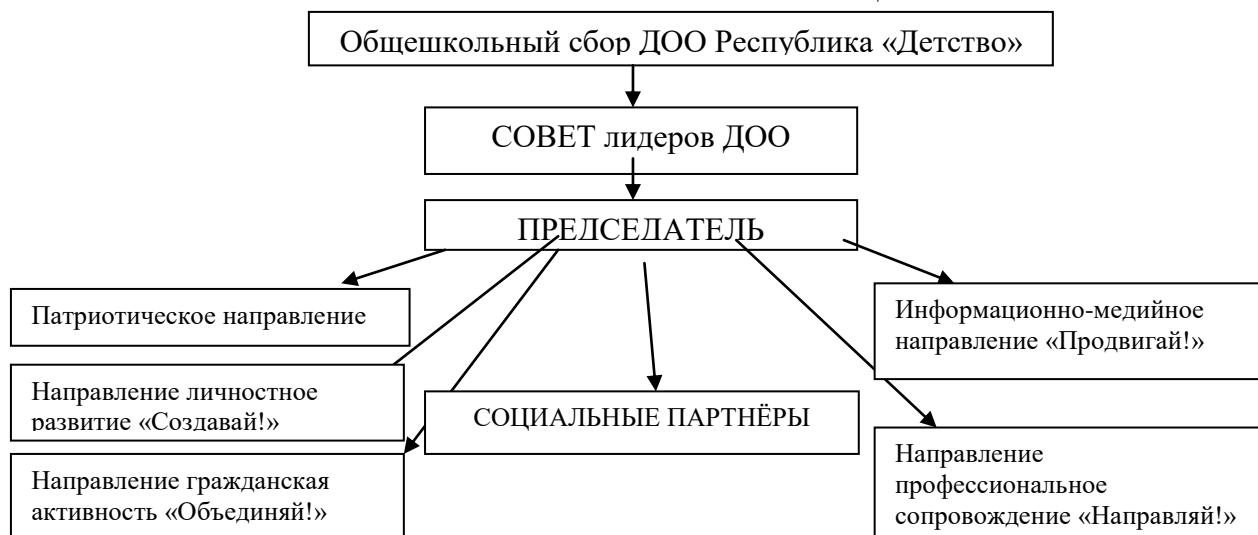 Общешкольный сбор ДОО Республика «Детство»
СОВЕТ лидеров ДОО
ПРЕДСЕДАТЕЛЬ
Патриотическое направление
Информационно-медийное
направление «Продвигай!»
Направление личностное
развитие «Создавай!»
СОЦИАЛЬНЫЕ ПАРТНЁРЫ
Направление гражданская
активность «Объединяй!»
Направление
профессиональное
сопровождение «Направляй!»